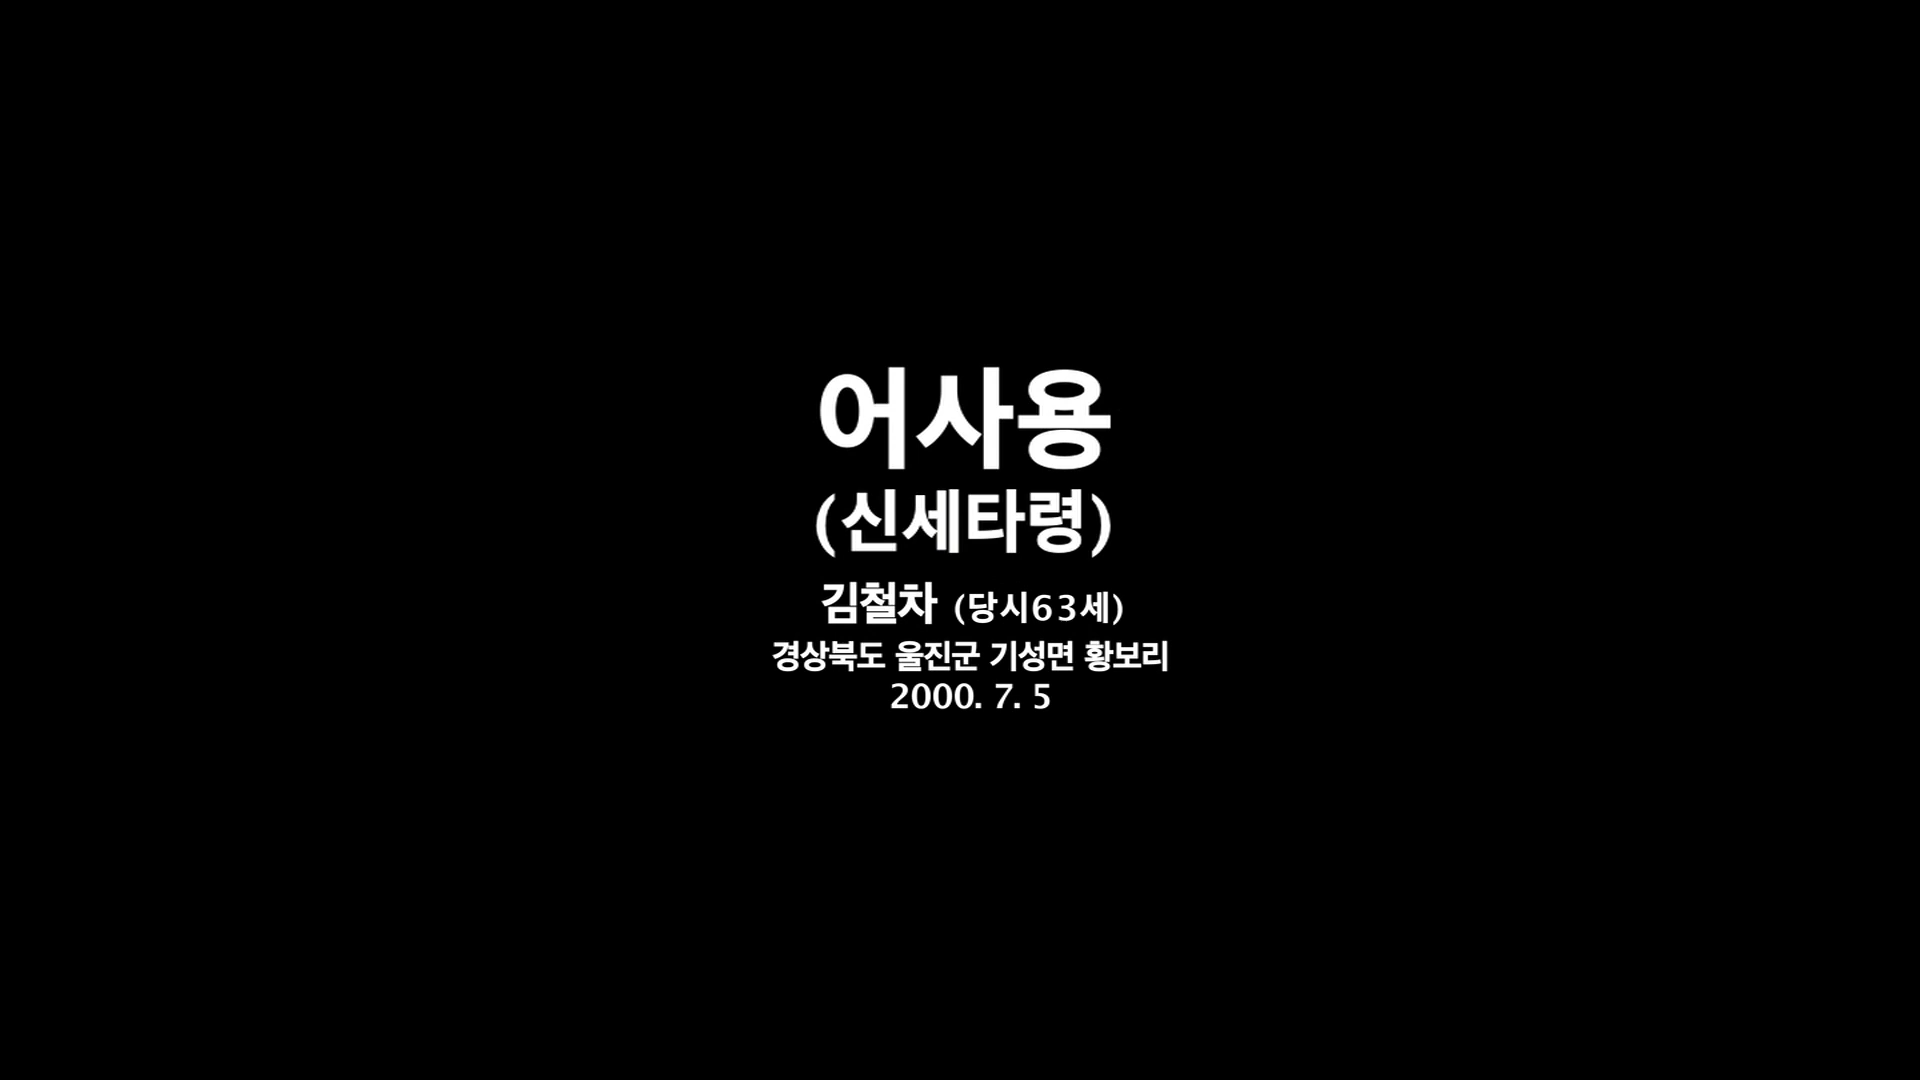 어사용
(신세타령)
김철차 (당시63세)
경상북도 울진군 기성면 황보리
2000. 7. 5